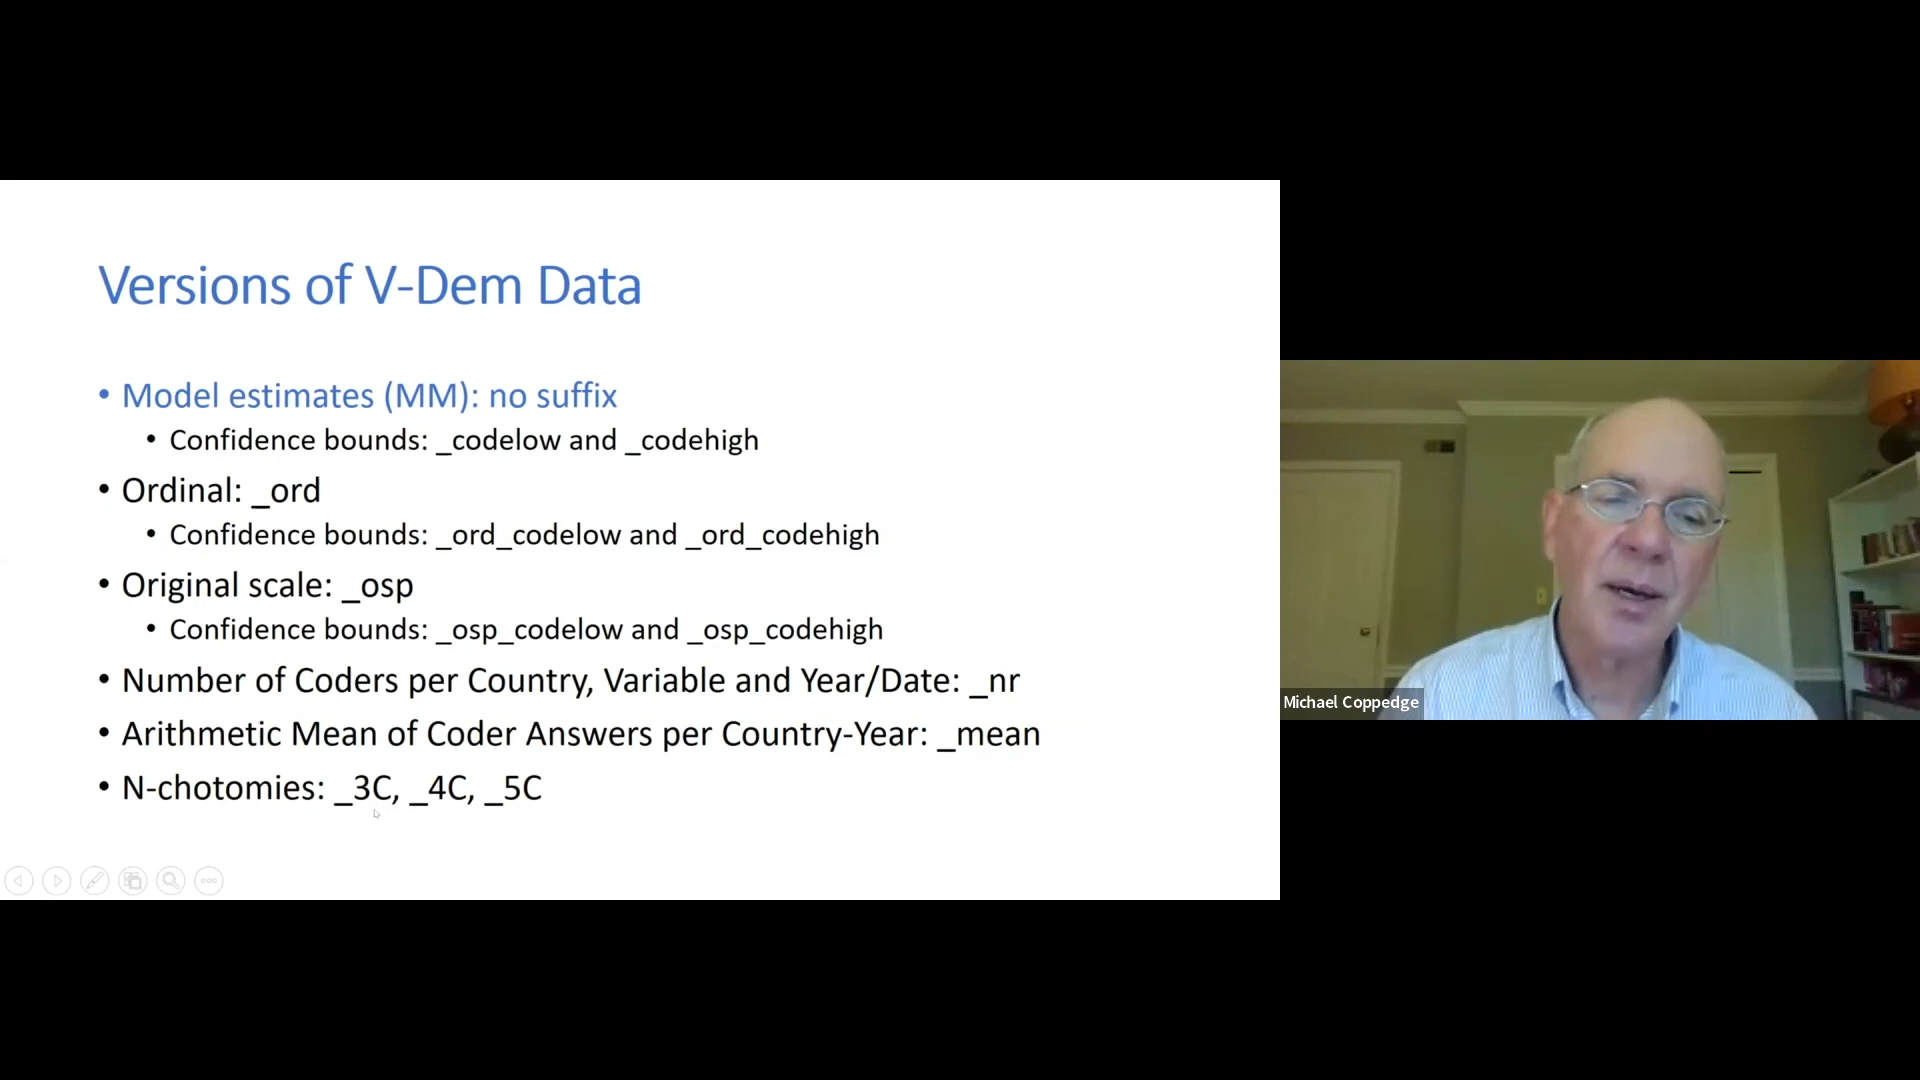 Versions of V-Dem Data
• Model estimates (MM): no suffix
• Confidence bounds: _codelow and _codehigh
• Ordinal: _ord
• Confidence bounds: _ord_codelow and _ord_codehigh
• Original scale: _osp
• Confidence bounds: _osp_codelow and _osp_codehigh
• Number of Coders per Country, Variable and Year/Date: _nr
• Arithmetic Mean of Coder Answers per Country-Year: _mean
• N-chotomies: _3C, _4C, _5C
Michael Coppedge